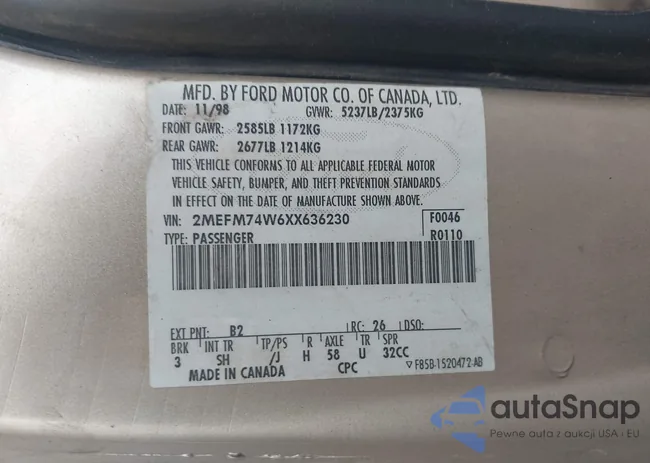 MFD. BY FORD MOTOR CO. OF CANADA, LTD.
DATE: 11/98 GVWR: 5237LB/2375KG
FRONT GAWR: 2585LB 1172KG
REAR GAWR: 2677LB 1214KG
THIS VEHICLE CONFORMS TO ALL APPLICABLE FEDERAL MOTOR
VEHICLE SAFETY, BUMPER, AND THEFT PREVENTION STANDARDS
IN EFFECT ON THE DATE OF MANUFACTURE SHOWN ABOVE.
VIN: 2MEFM74W6XX636230 F0046
TYPE: PASSENGER R0110
EXT PNT: B2 RC: 26 DSO:
BRK INT TR TP/PS R AXLE TR SPR
3 SH /J H 58 U 32CC
MADE IN CANADA CPC ▽F85B-1520472-AB
autaSnap
Pewne auta z aukcji USA i EU